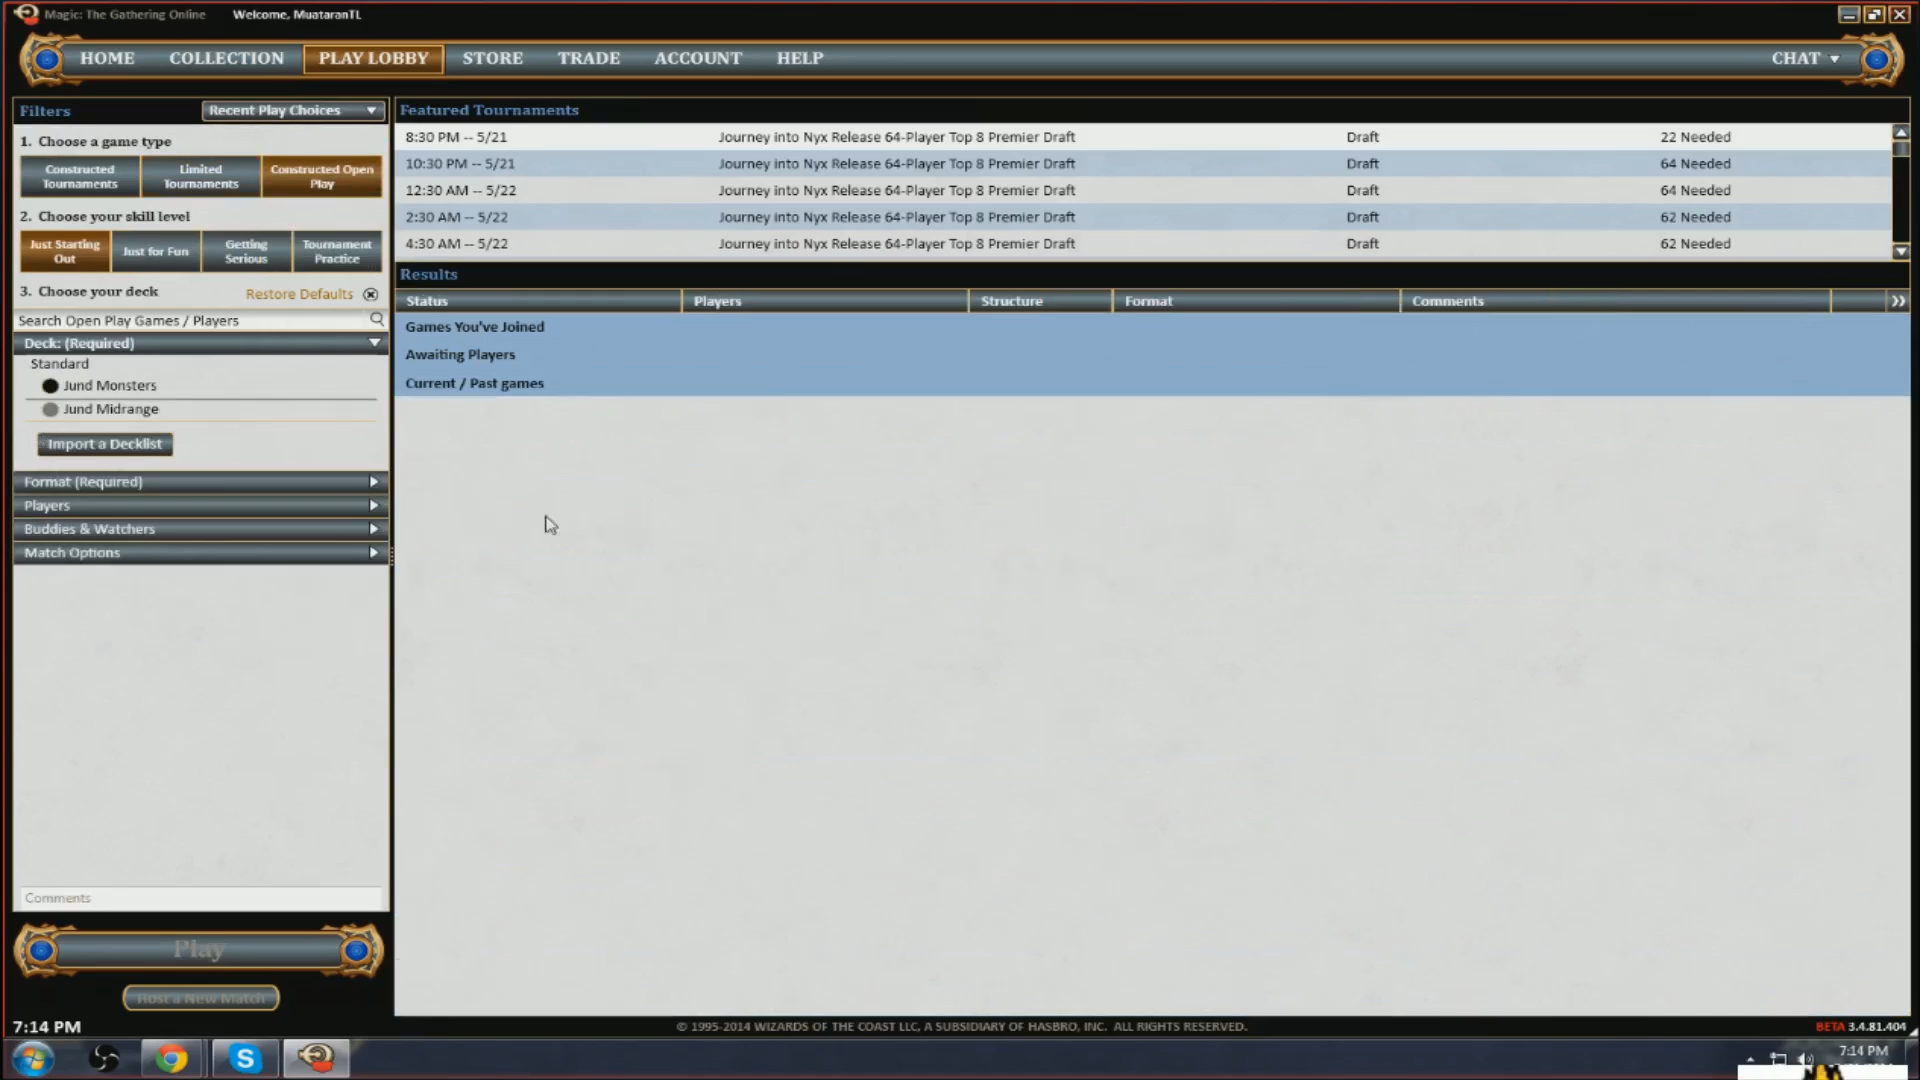 Magic: The Gathering Online Welcome, MuataranTL
HOME COLLECTION PLAY LOBBY STORE TRADE ACCOUNT HELP CHAT
Filters Recent Play Choices
1. Choose a game type
Constructed Tournaments Limited Tournaments Constructed Open Play
2. Choose your skill level
Just Starting Out Just for Fun Getting Serious Tournament Practice
3. Choose your deck Restore Defaults
Search Open Play Games / Players
Deck: (Required)
Standard
Jund Monsters
Jund Midrange
Import a Decklist
Format (Required)
Players
Buddies & Watchers
Match Options
Comments
Play
Host a New Match
7:14 PM
Featured Tournaments
8:30 PM -- 5/21 Journey into Nyx Release 64-Player Top 8 Premier Draft Draft 22 Needed
10:30 PM -- 5/21 Journey into Nyx Release 64-Player Top 8 Premier Draft Draft 64 Needed
12:30 AM -- 5/22 Journey into Nyx Release 64-Player Top 8 Premier Draft Draft 64 Needed
2:30 AM -- 5/22 Journey into Nyx Release 64-Player Top 8 Premier Draft Draft 62 Needed
4:30 AM -- 5/22 Journey into Nyx Release 64-Player Top 8 Premier Draft Draft 62 Needed
Results
Status Players Structure Format Comments
Games You've Joined
Awaiting Players
Current / Past games
© 1995-2014 WIZARDS OF THE COAST LLC, A SUBSIDIARY OF HASBRO, INC. ALL RIGHTS RESERVED.
BETA 3.4.81.404
7:14 PM